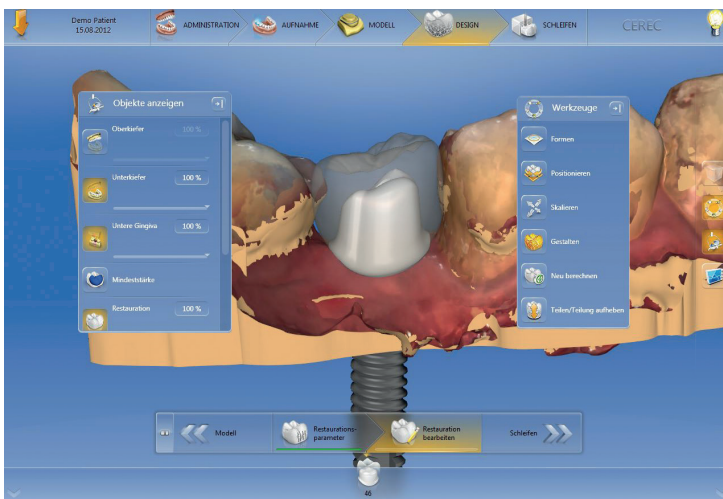 Demo Patient
15.08.2012
ADMINISTRATION
AUFNAHME
MODELL
DESIGN
SCHLEIFEN
CEREC
Objekte anzeigen
Oberkiefer 100 %
Unterkiefer 100 %
Untere Gingiva 100 %
Mindeststärke
Restauration 100 %
Werkzeuge
Formen
Positionieren
Skalieren
Gestalten
Neu berechnen
Teilen/Teilung aufheben
Modell
Restaurations-
parameter
Restauration
bearbeiten
Schleifen
46